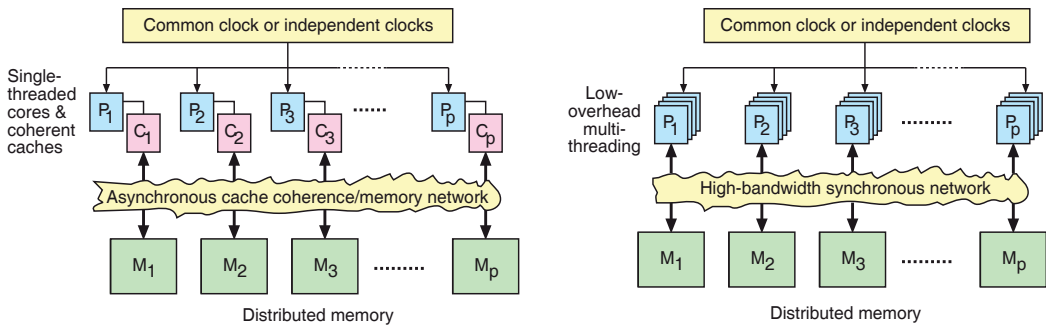 Common clock or independent clocks
Single-
threaded
cores &
coherent
caches
P1
P2
P3
........
Pp
C1
C2
C3
Cp
Asynchronous cache coherence/memory network
M1
M2
M3
.........
Mp
Distributed memory
Common clock or independent clocks
Low-
overhead
multi-
threading
P1
P2
P3
.........
Pp
High-bandwidth synchronous network
M1
M2
M3
.........
Mp
Distributed memory